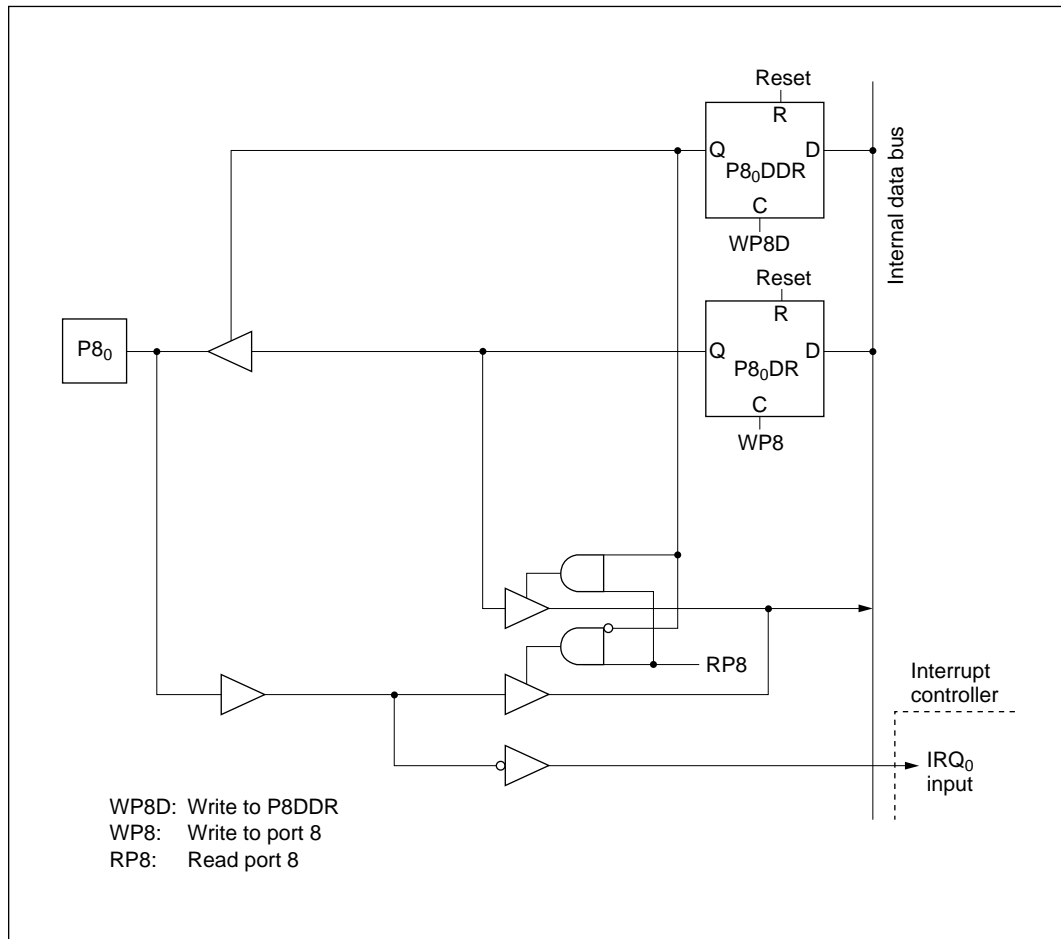 Reset
R
Q D
P8₀DDR
C
WP8D
Internal data bus
Reset
R
P8₀
Q D
P8₀DR
C
WP8
RP8
Interrupt
controller
IRQ₀
input
WP8D: Write to P8DDR
WP8: Write to port 8
RP8: Read port 8